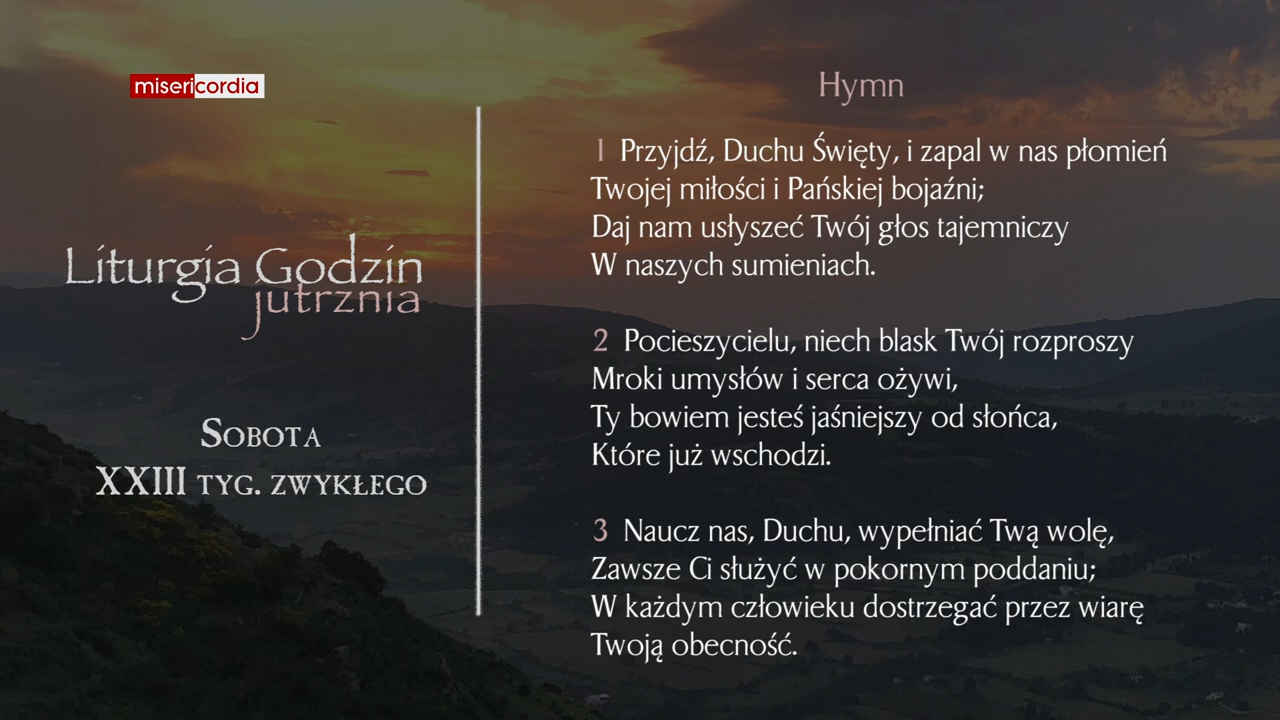 misericordia
Liturgia Godzin
jutrznia
Sobota
XXIII tyg. zwykłego
Hymn
1 Przyjdź, Duchu Święty, i zapal w nas płomień
Twojej miłości i Pańskiej bojaźni;
Daj nam usłyszeć Twój głos tajemniczy
W naszych sumieniach.
2 Pocieszycielu, niech blask Twój rozproszy
Mroki umysłów i serca ożywi,
Ty bowiem jesteś jaśniejszy od słońca,
Które już wschodzi.
3 Naucz nas, Duchu, wypełniać Twą wolę,
Zawsze Ci służyć w pokornym poddaniu;
W każdym człowieku dostrzegać przez wiarę
Twoją obecność.